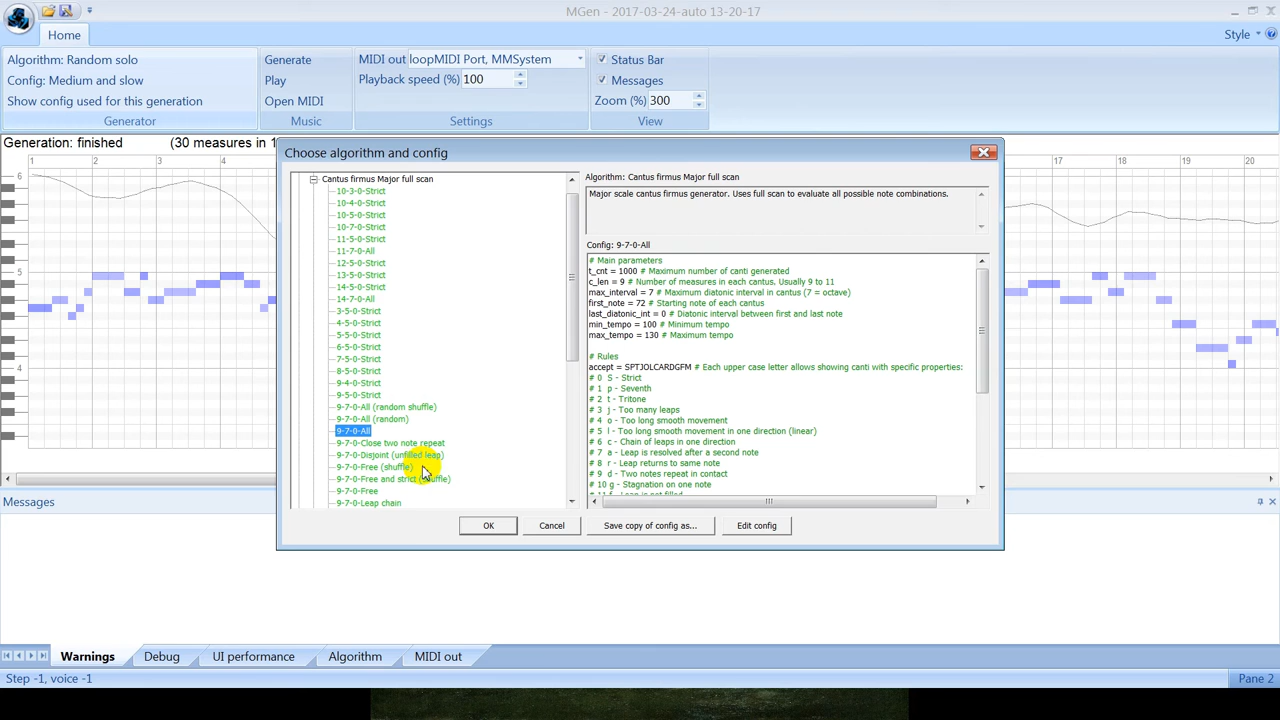 MGen - 2017-03-24-auto 13-20-17
Home
Style
Algorithm: Random solo
Config: Medium and slow
Show config used for this generation
Generator
Generate
Play
Open MIDI
Music
MIDI out loopMIDI Port, MMSystem
Playback speed (%) 100
Settings
Status Bar
Messages
Zoom (%) 300
View
Generation: finished (30 measures in 1
1 2 3 4 17 18 19 20
6
5
4
Choose algorithm and config
Cantus firmus Major full scan
10-3-0-Strict
10-4-0-Strict
10-5-0-Strict
10-7-0-Strict
11-5-0-Strict
11-7-0-All
12-5-0-Strict
13-5-0-Strict
14-5-0-Strict
14-7-0-All
3-5-0-Strict
4-5-0-Strict
5-5-0-Strict
6-5-0-Strict
7-5-0-Strict
8-5-0-Strict
9-4-0-Strict
9-5-0-Strict
9-7-0-All (random shuffle)
9-7-0-All (random)
9-7-0-All
9-7-0-Close two note repeat
9-7-0-Disjoint (unfilled leap)
9-7-0-Free (shuffle)
9-7-0-Free and strict (shuffle)
9-7-0-Free
9-7-0-Leap chain
Algorithm: Cantus firmus Major full scan
Major scale cantus firmus generator. Uses full scan to evaluate all possible note combinations.
Config: 9-7-0-All
# Main parameters
t_cnt = 1000 # Maximum number of canti generated
c_len = 9 # Number of measures in each cantus. Usually 9 to 11
max_interval = 7 # Maximum diatonic interval in cantus (7 = octave)
first_note = 72 # Starting note of each cantus
last_diatonic_int = 0 # Diatonic interval between first and last note
min_tempo = 100 # Minimum tempo
max_tempo = 130 # Maximum tempo
# Rules
accept = SPTJOLCARDGFM # Each upper case letter allows showing canti with specific properties:
# 0 S - Strict
# 1 p - Seventh
# 2 t - Tritone
# 3 j - Too many leaps
# 4 o - Too long smooth movement
# 5 l - Too long smooth movement in one direction (linear)
# 6 c - Chain of leaps in one direction
# 7 a - Leap is resolved after a second note
# 8 r - Leap returns to same note
# 9 d - Two notes repeat in contact
# 10 g - Stagnation on one note
# 11 f - Leap is not filled
OK
Cancel
Save copy of config as...
Edit config
Messages
Warnings
Debug
UI performance
Algorithm
MIDI out
Step -1, voice -1
Pane 2